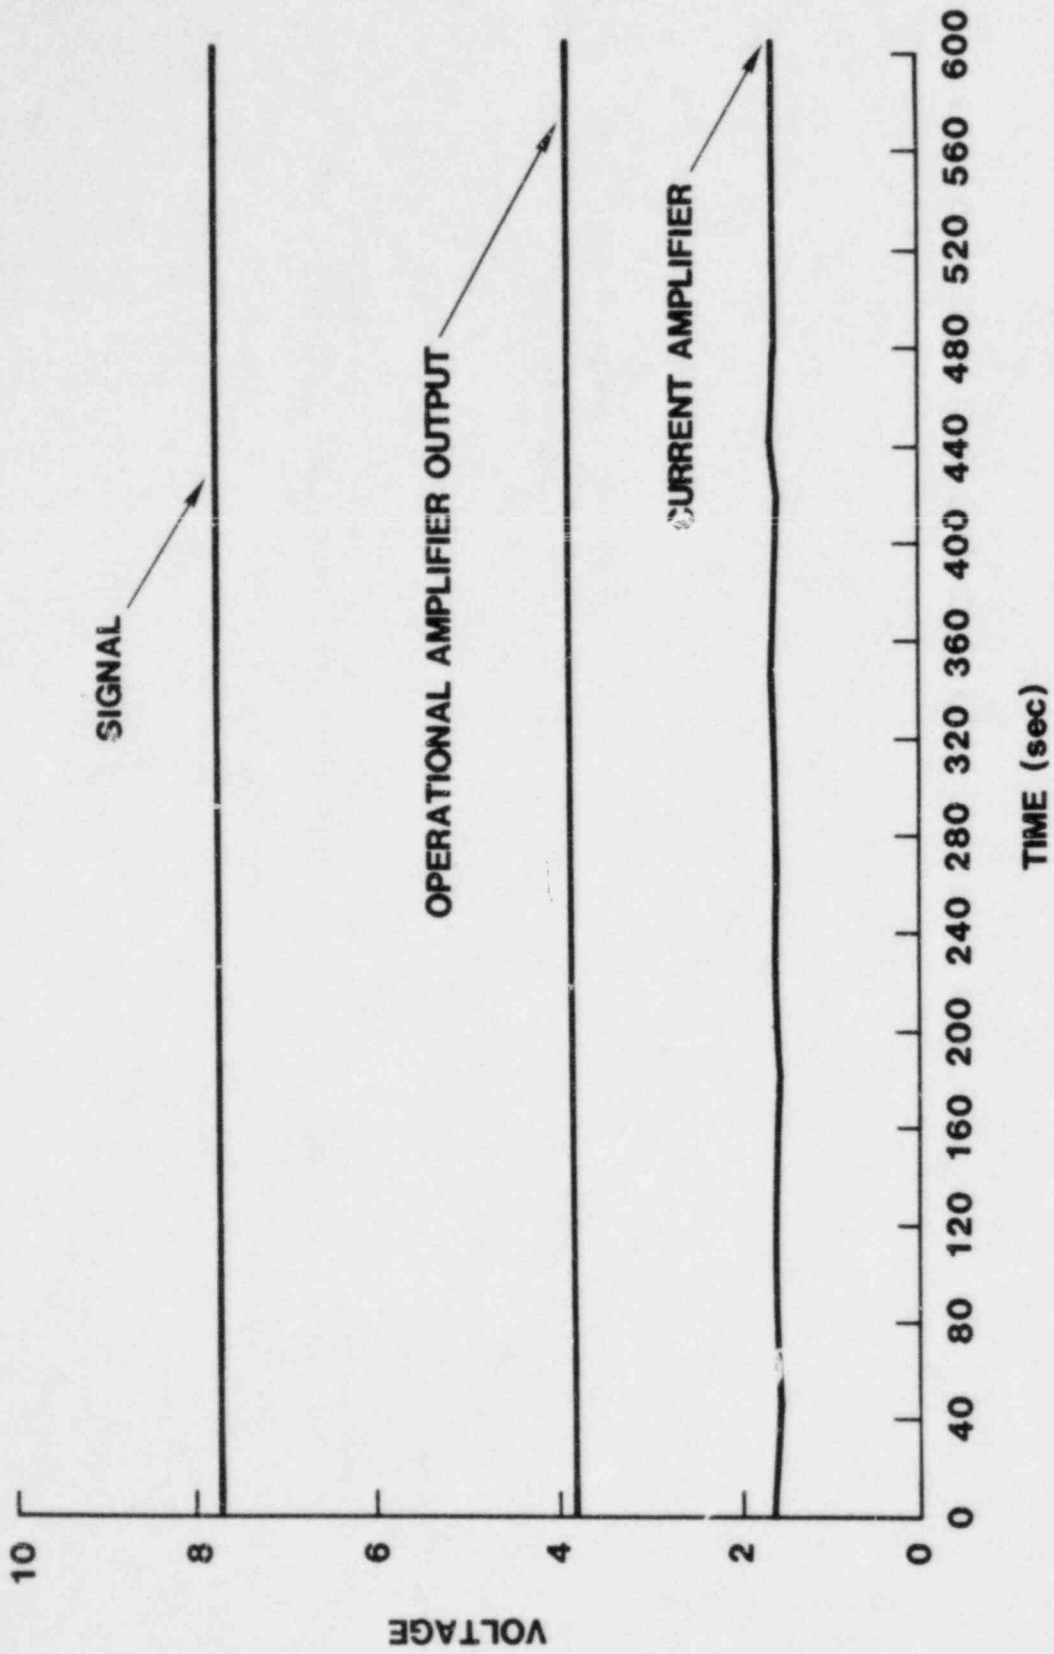 10
8
6
4
2
0
VOLTAGE
SIGNAL
OPERATIONAL AMPLIFIER OUTPUT
CURRENT AMPLIFIER
0 40 80 120 160 200 240 280 320 360 400 440 480 520 560 600
TIME (sec)